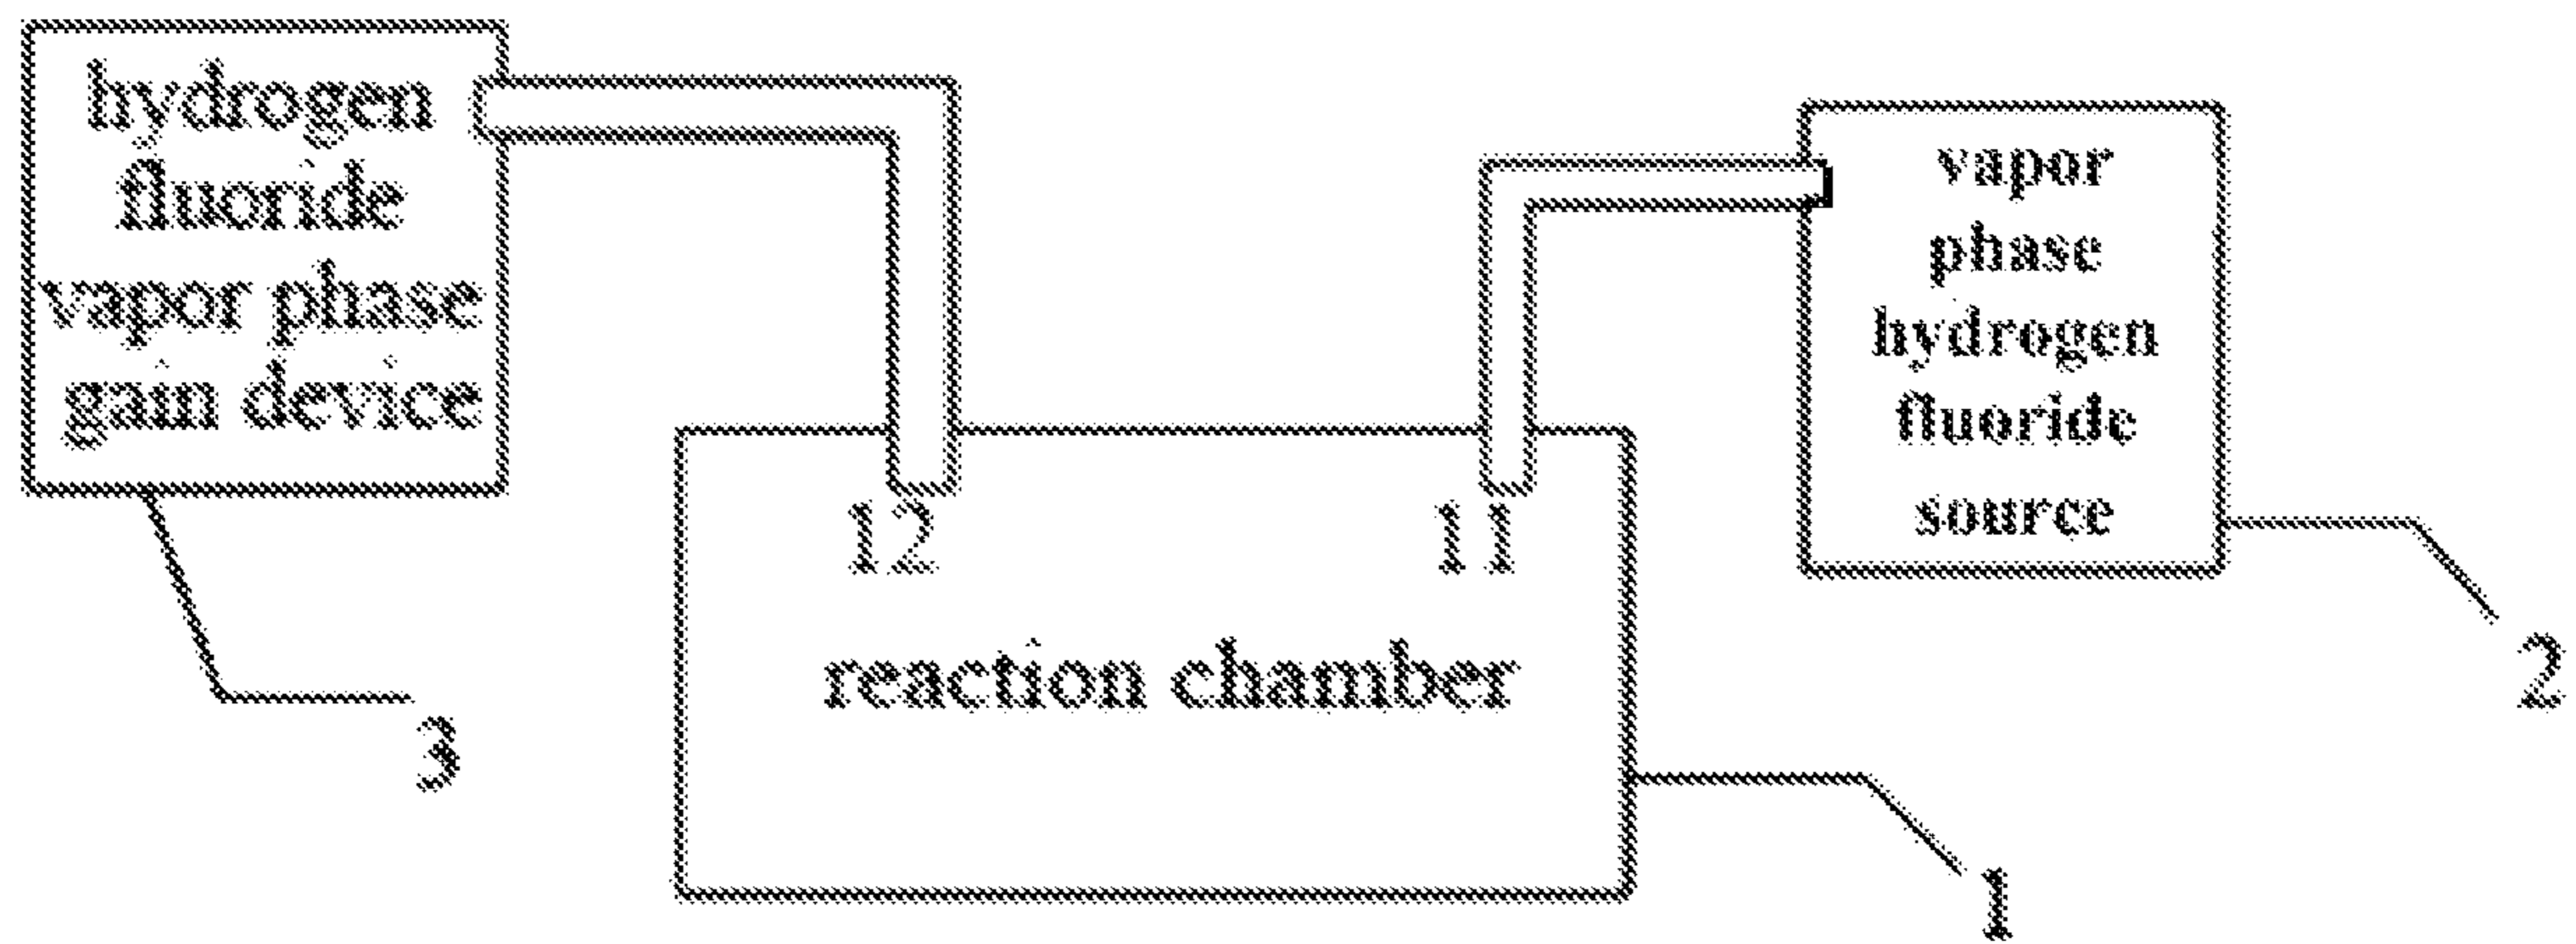 hydrogen
fluoride
vapor phase
gain device
vapor
phase
hydrogen
fluoride
source
12
11
reaction chamber
3
2
1